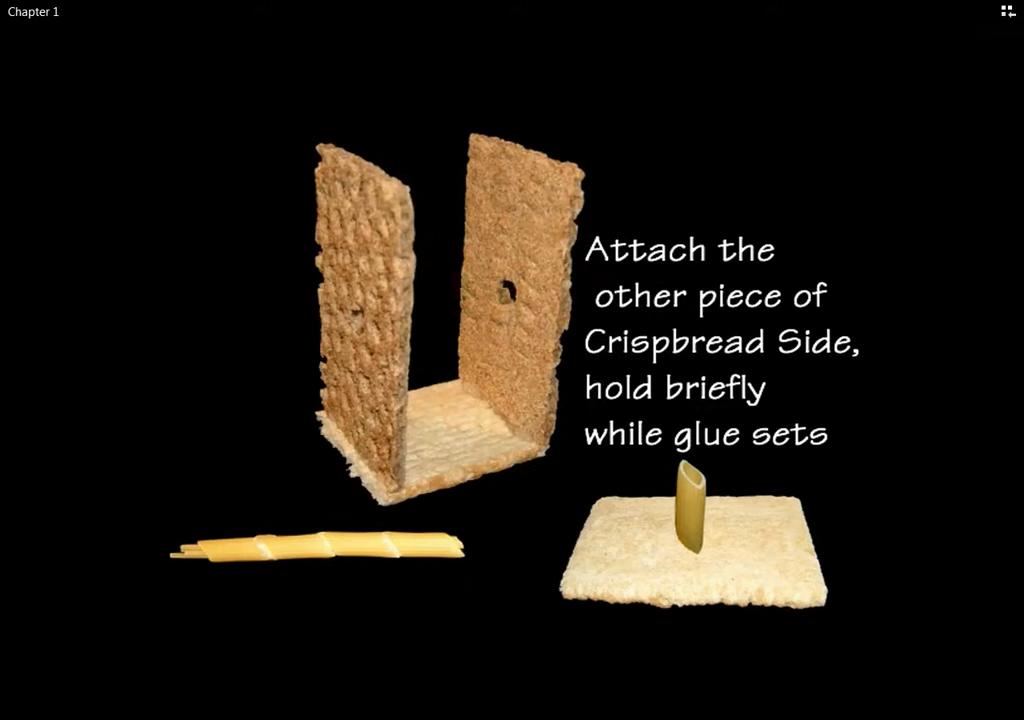 Chapter 1
Attach the
other piece of
Crispbread Side,
hold briefly
while glue sets